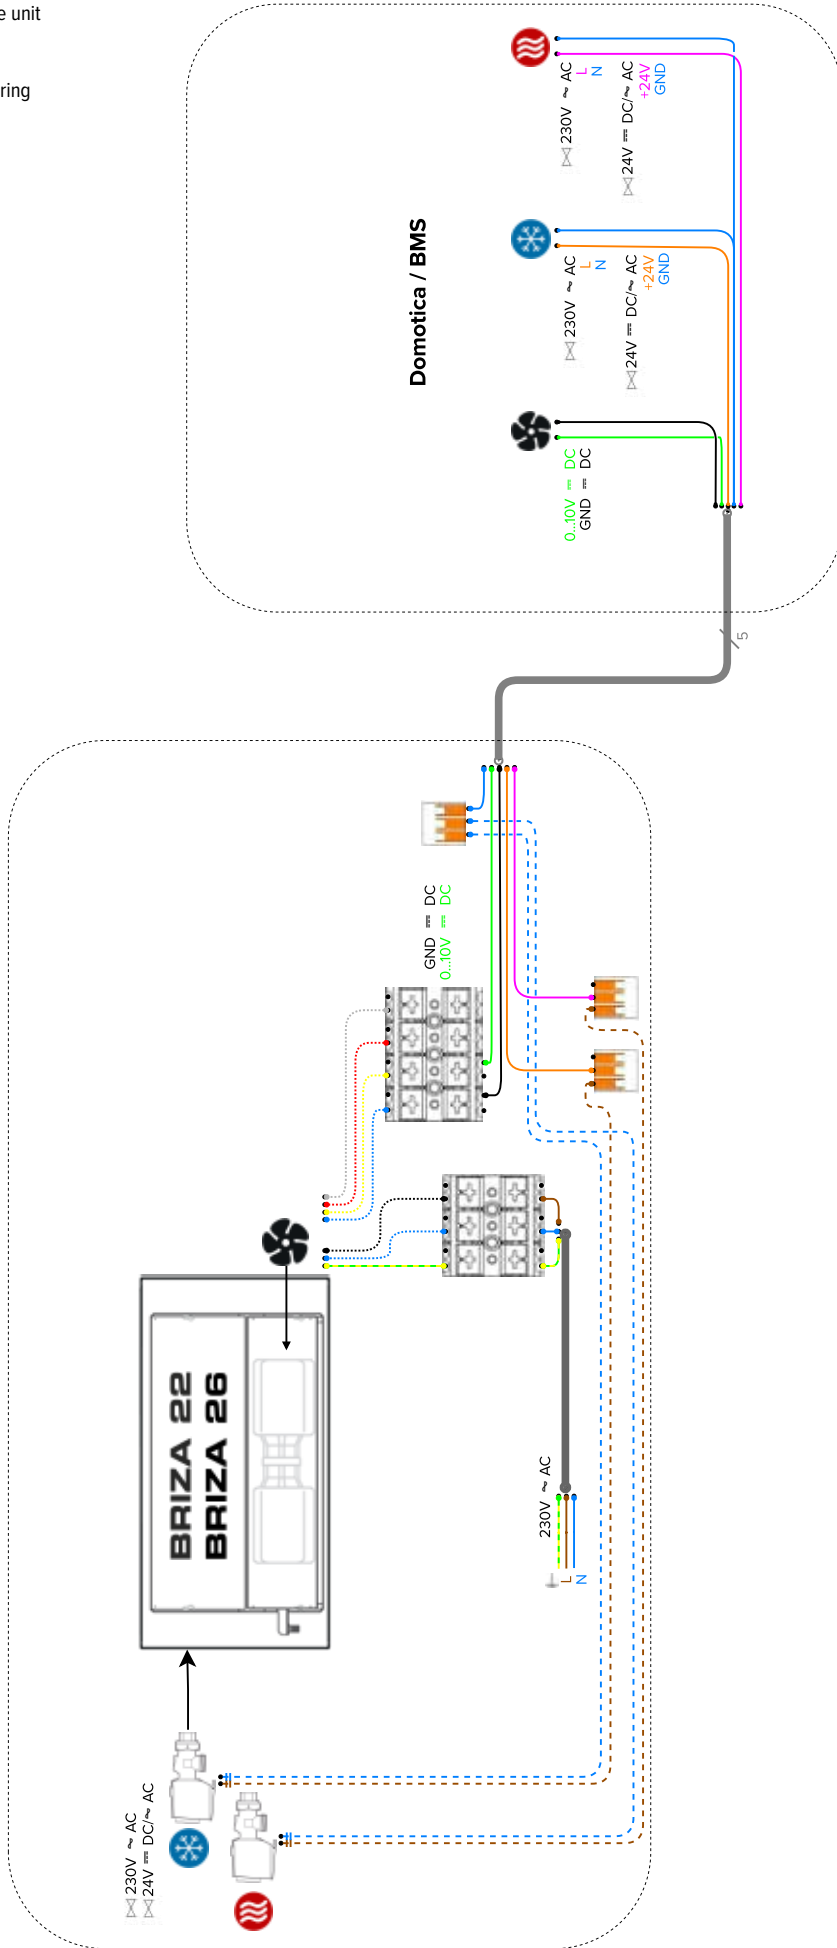 e unit
ring
230V ~ AC
L
N
24V ⎓ DC/~ AC
+24V
GND
Domotica / BMS
230V ~ AC
L
N
24V ⎓ DC/~ AC
+24V
GND
0...10V ⎓ DC
GND ⎓ DC
5
GND ⎓ DC
0...10V ⎓ DC
BRIZA 22
BRIZA 26
230V ~ AC
L
N
230V ~ AC
24V ⎓ DC/~ AC